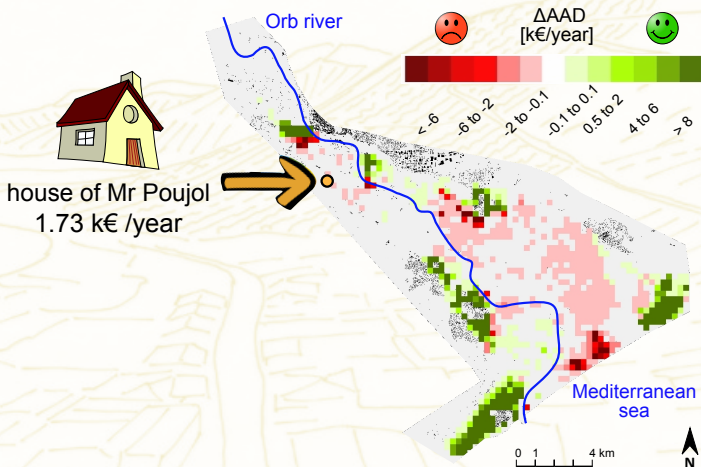 Orb river
ΔAAD
[k€/year]
< -6
-6 to -2
-2 to -0.1
-0.1 to 0.1
0.5 to 2
4 to 6
> 8
house of Mr Poujol
1.73 k€ /year
Mediterranean
sea
0 1 4 km
N